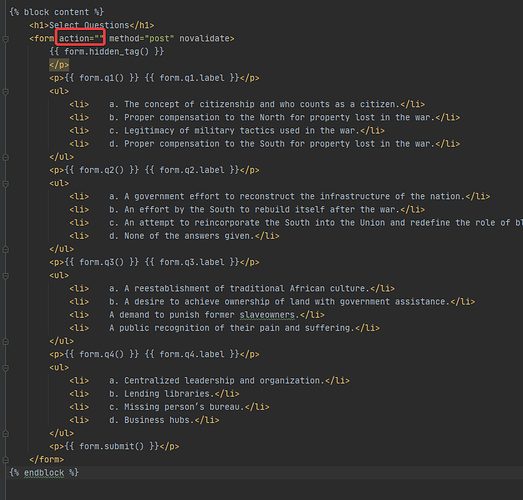 {% block content %}
<h1>Select Questions</h1>
<form action="" method="post" novalidate>
{{ form.hidden_tag() }}
</p>
<p>{{ form.q1() }} {{ form.q1.label }}</p>
<ul>
<li>    a. The concept of citizenship and who counts as a citizen.</li>
<li>    b. Proper compensation to the North for property lost in the war.</li>
<li>    c. Legitimacy of military tactics used in the war.</li>
<li>    d. Proper compensation to the South for property lost in the war.</li>
</ul>
<p>{{ form.q2() }} {{ form.q2.label }}</p>
<ul>
<li>    a. A government effort to reconstruct the infrastructure of the nation.</li>
<li>    b. An effort by the South to rebuild itself after the war.</li>
<li>    c. An attempt to reincorporate the South into the Union and redefine the role of bl
<li>    d. None of the answers given.</li>
</ul>
<p>{{ form.q3() }} {{ form.q3.label }}</p>
<ul>
<li>    a. A reestablishment of traditional African culture.</li>
<li>    b. A desire to achieve ownership of land with government assistance.</li>
<li>    A demand to punish former slaveowners.</li>
<li>    A public recognition of their pain and suffering.</li>
</ul>
<p>{{ form.q4() }} {{ form.q4.label }}</p>
<ul>
<li>    a. Centralized leadership and organization.</li>
<li>    b. Lending libraries.</li>
<li>    c. Missing person's bureau.</li>
<li>    d. Business hubs.</li>
</ul>
<p>{{ form.submit() }}</p>
</form>
{% endblock %}